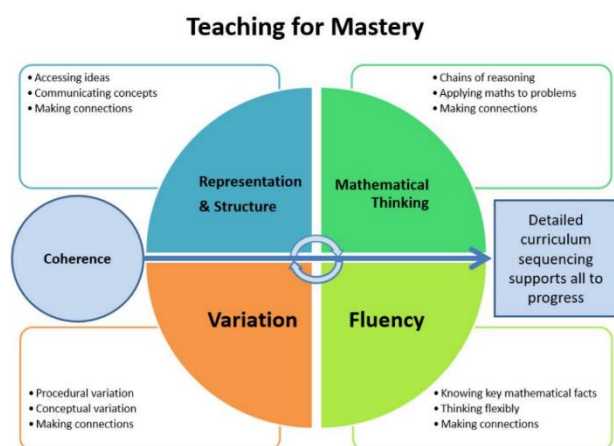 Teaching for Mastery
• Accessing ideas
• Communicating concepts
• Making connections
• Chains of reasoning
• Applying maths to problems
• Making connections
Representation
& Structure
Mathematical
Thinking
Coherence
Detailed
curriculum
sequencing
supports all to
progress
Variation
Fluency
• Procedural variation
• Conceptual variation
• Making connections
• Knowing key mathematical facts
• Thinking flexibly
• Making connections